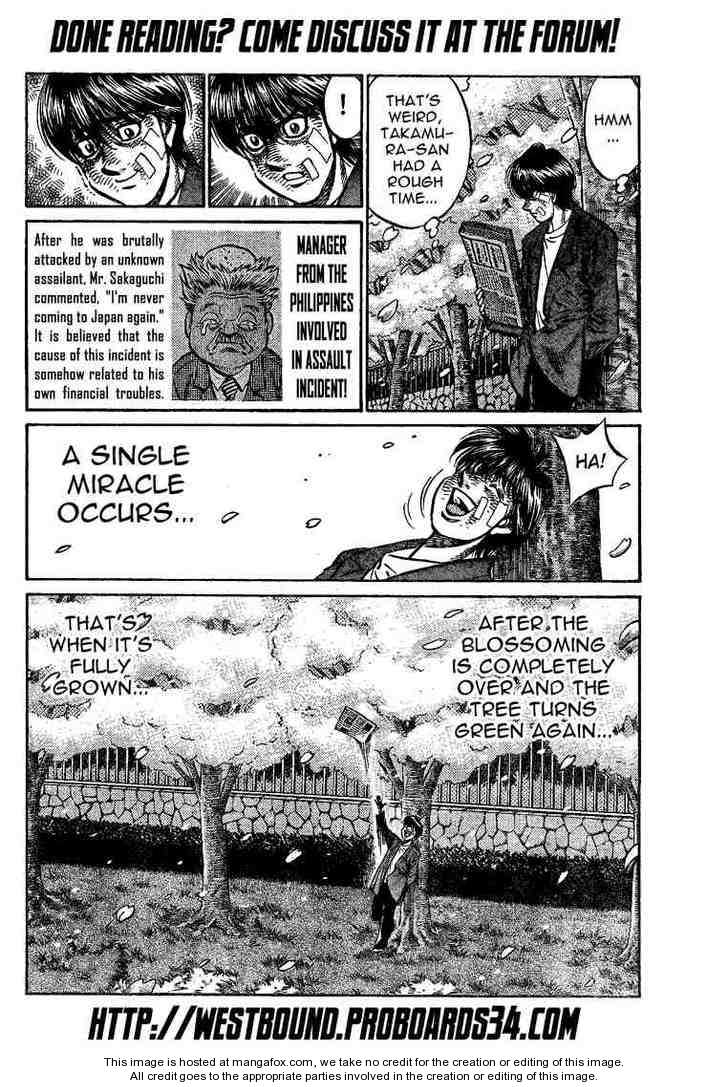 DONE READING? COME DISCUSS IT AT THE FORUM!
HMM
...
THAT'S
WEIRD,
TAKAMU-
RA-SAN
HAD A
ROUGH
TIME...
!
MANAGER
FROM THE
PHILIPPINES
INVOLVED
IN ASSAULT
INCIDENT!
After he was brutally
attacked by an unknown
assailant, Mr. Sakaguchi
commented, "I'm never
coming to Japan again."
It is believed that the
cause of this incident is
somehow related to his
own financial troubles.
HA!
A SINGLE
MIRACLE
OCCURS...
AFTER THE
BLOSSOMING
IS COMPLETELY
OVER AND THE
TREE TURNS
GREEN AGAIN...
THAT'S
WHEN IT'S
FULLY
GROWN...
HTTP://WESTBOUND.PROBOARDS34.COM
This image is hosted at mangafox.com, we take no credit for the creation or editing of this image.
All credit goes to the appropriate parties involved in the creation or editing of this image.